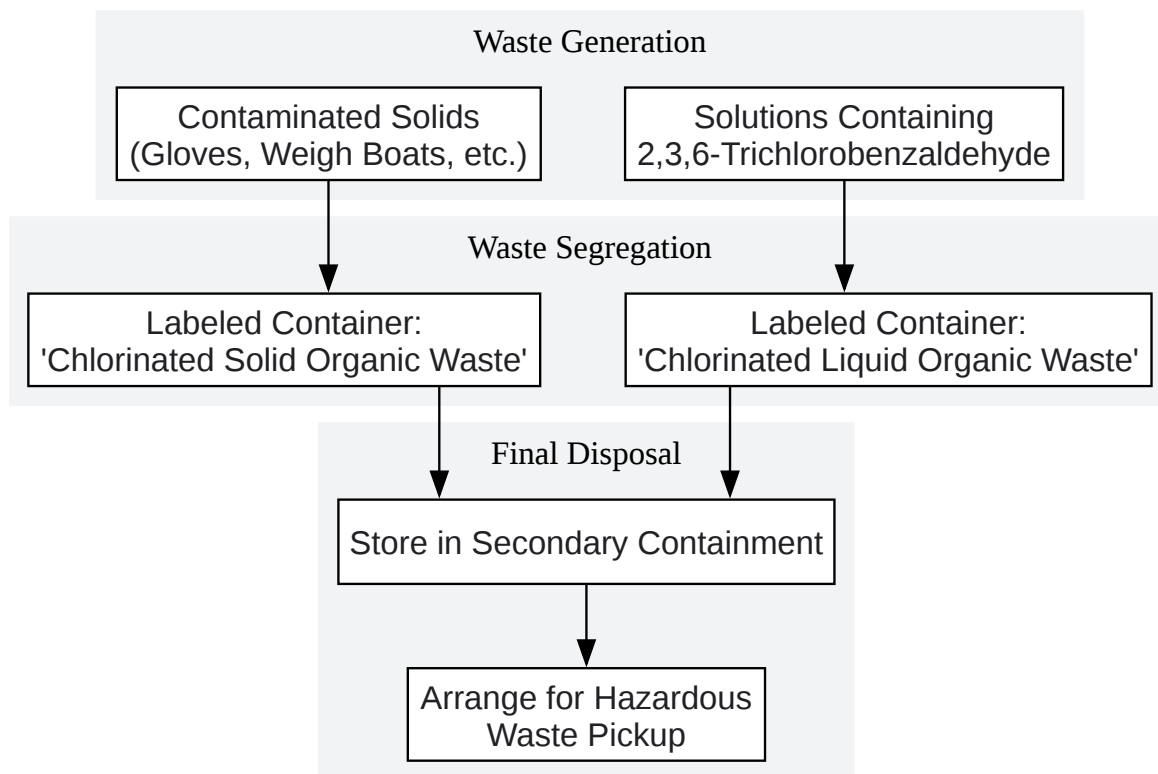 Waste Generation
Contaminated Solids
(Gloves, Weigh Boats, etc.)
Solutions Containing
2,3,6-Trichlorobenzaldehyde
Waste Segregation
Labeled Container:
'Chlorinated Solid Organic Waste'
Labeled Container:
'Chlorinated Liquid Organic Waste'
Final Disposal
Store in Secondary Containment
Arrange for Hazardous
Waste Pickup